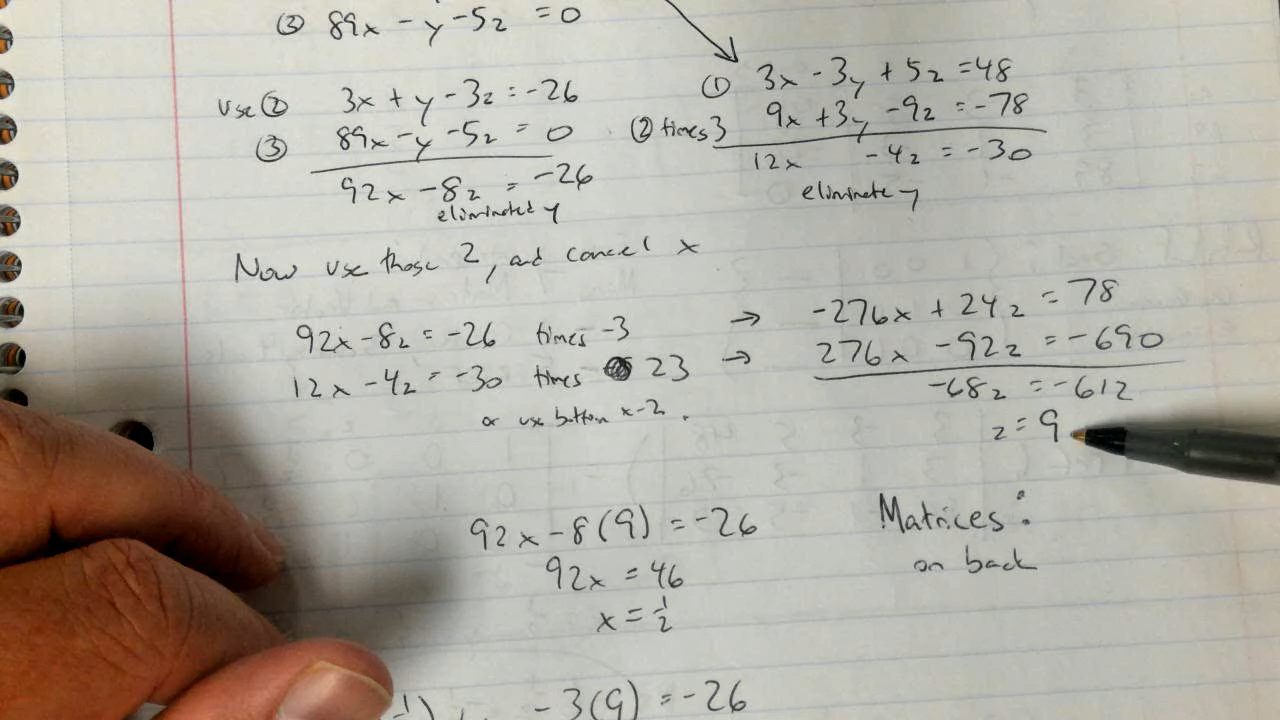 ③ 89x - y - 5z = 0
Use ② 3x + y - 3z = -26
③ 89x - y - 5z = 0
92x - 8z = -26
eliminated y
① 3x - 3y + 5z = 48
② times 3 9x + 3y - 9z = -78
12x - 4z = -30
eliminate y
Now use those 2, and cancel x
92x - 8z = -26 times -3 → -276x + 24z = 78
12x - 4z = -30 times 23 → 276x - 92z = -690
or use bottom x -2.
-68z = -612
z = 9
92x - 8(9) = -26
92x = 46
x = 1/2
Matrices:
on back
- 3(9) = -26